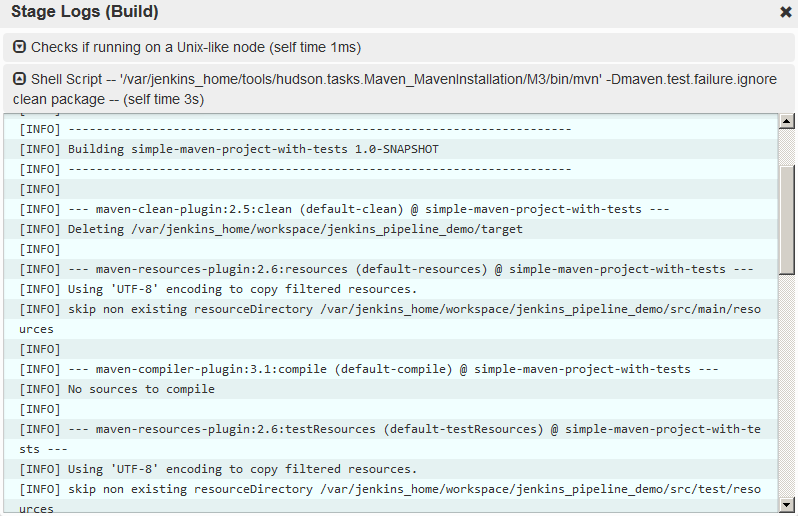 Stage Logs (Build)
Checks if running on a Unix-like node (self time 1ms)
Shell Script -- '/var/jenkins_home/tools/hudson.tasks.Maven_MavenInstallation/M3/bin/mvn' -Dmaven.test.failure.ignore
clean package -- (self time 3s)
[INFO] ------------------------------------------------------------------------
[INFO] Building simple-maven-project-with-tests 1.0-SNAPSHOT
[INFO] ------------------------------------------------------------------------
[INFO]
[INFO] --- maven-clean-plugin:2.5:clean (default-clean) @ simple-maven-project-with-tests ---
[INFO] Deleting /var/jenkins_home/workspace/jenkins_pipeline_demo/target
[INFO]
[INFO] --- maven-resources-plugin:2.6:resources (default-resources) @ simple-maven-project-with-tests ---
[INFO] Using 'UTF-8' encoding to copy filtered resources.
[INFO] skip non existing resourceDirectory /var/jenkins_home/workspace/jenkins_pipeline_demo/src/main/reso
urces
[INFO]
[INFO] --- maven-compiler-plugin:3.1:compile (default-compile) @ simple-maven-project-with-tests ---
[INFO] No sources to compile
[INFO]
[INFO] --- maven-resources-plugin:2.6:testResources (default-testResources) @ simple-maven-project-with-te
sts ---
[INFO] Using 'UTF-8' encoding to copy filtered resources.
[INFO] skip non existing resourceDirectory /var/jenkins_home/workspace/jenkins_pipeline_demo/src/test/reso
urces